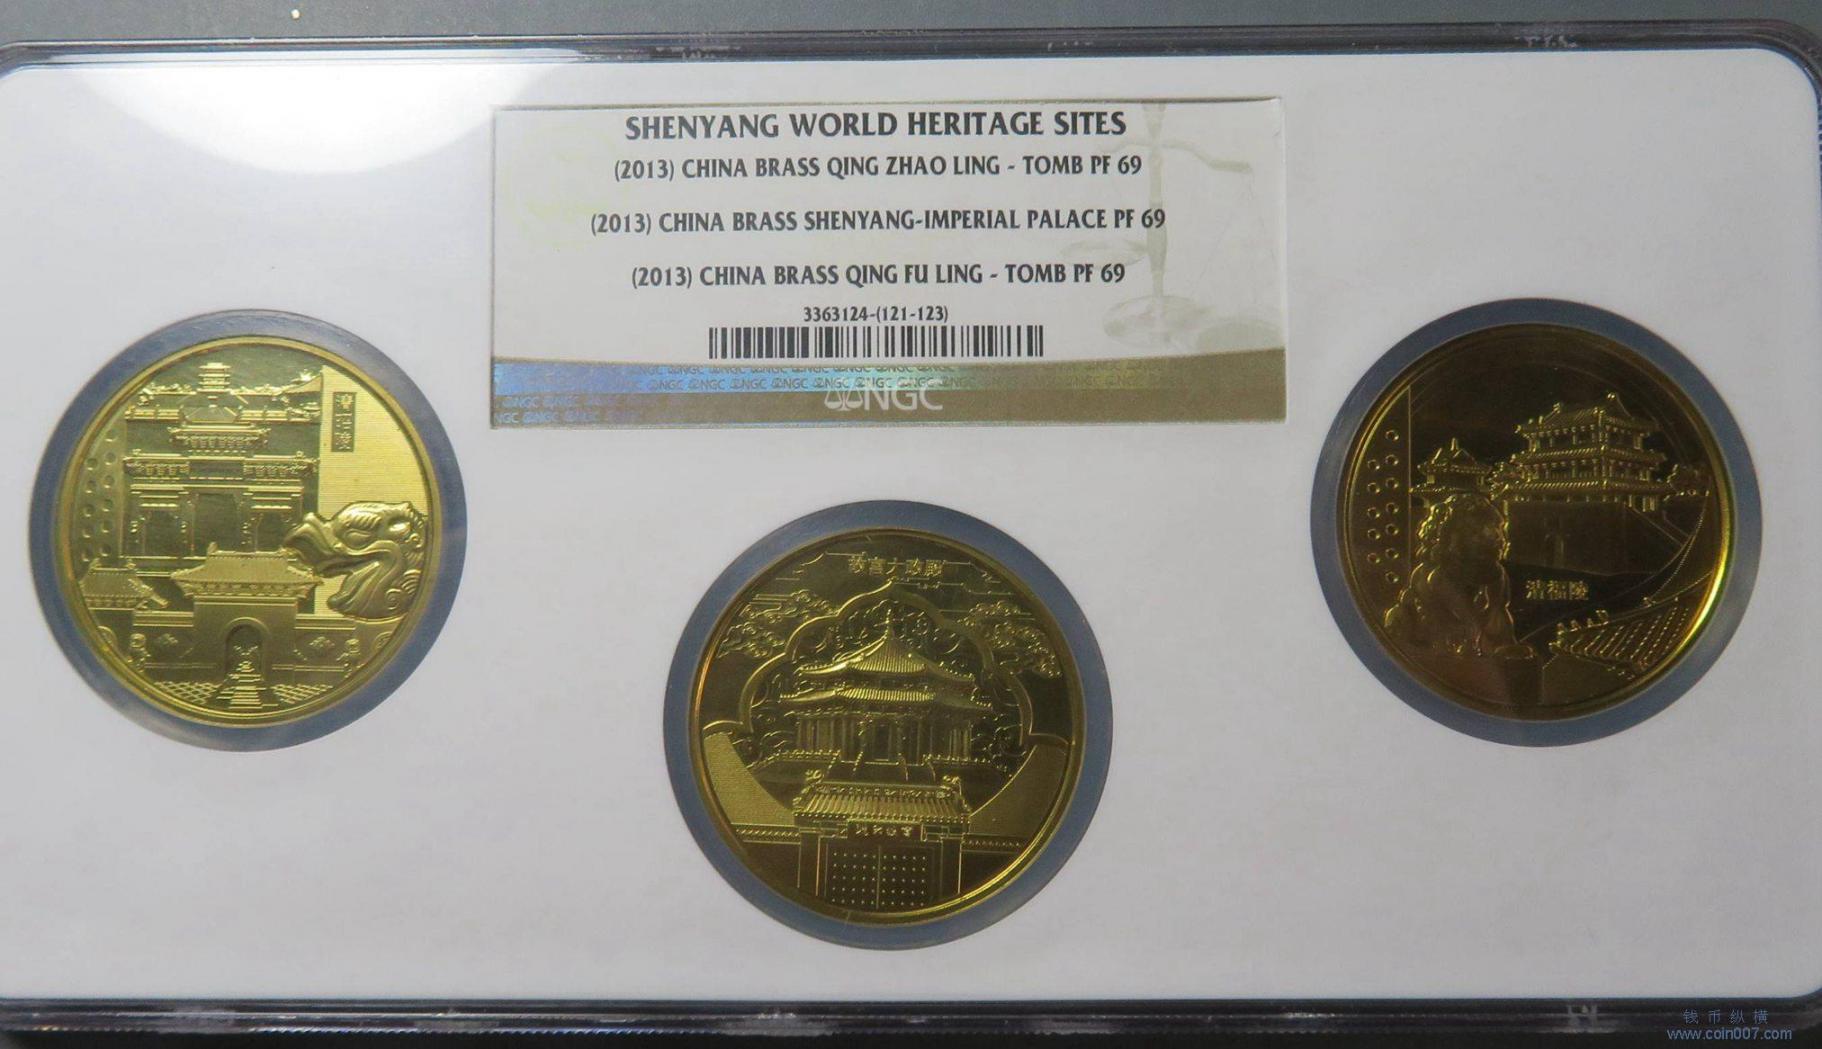 SHENYANG WORLD HERITAGE SITES
(2013) CHINA BRASS QING ZHAO LING - TOMB PF 69
(2013) CHINA BRASS SHENYANG-IMPERIAL PALACE PF 69
(2013) CHINA BRASS QING FU LING - TOMB PF 69
3363124-(121-123)
NGC
清福陵
钱币纵横
www.coin007.com